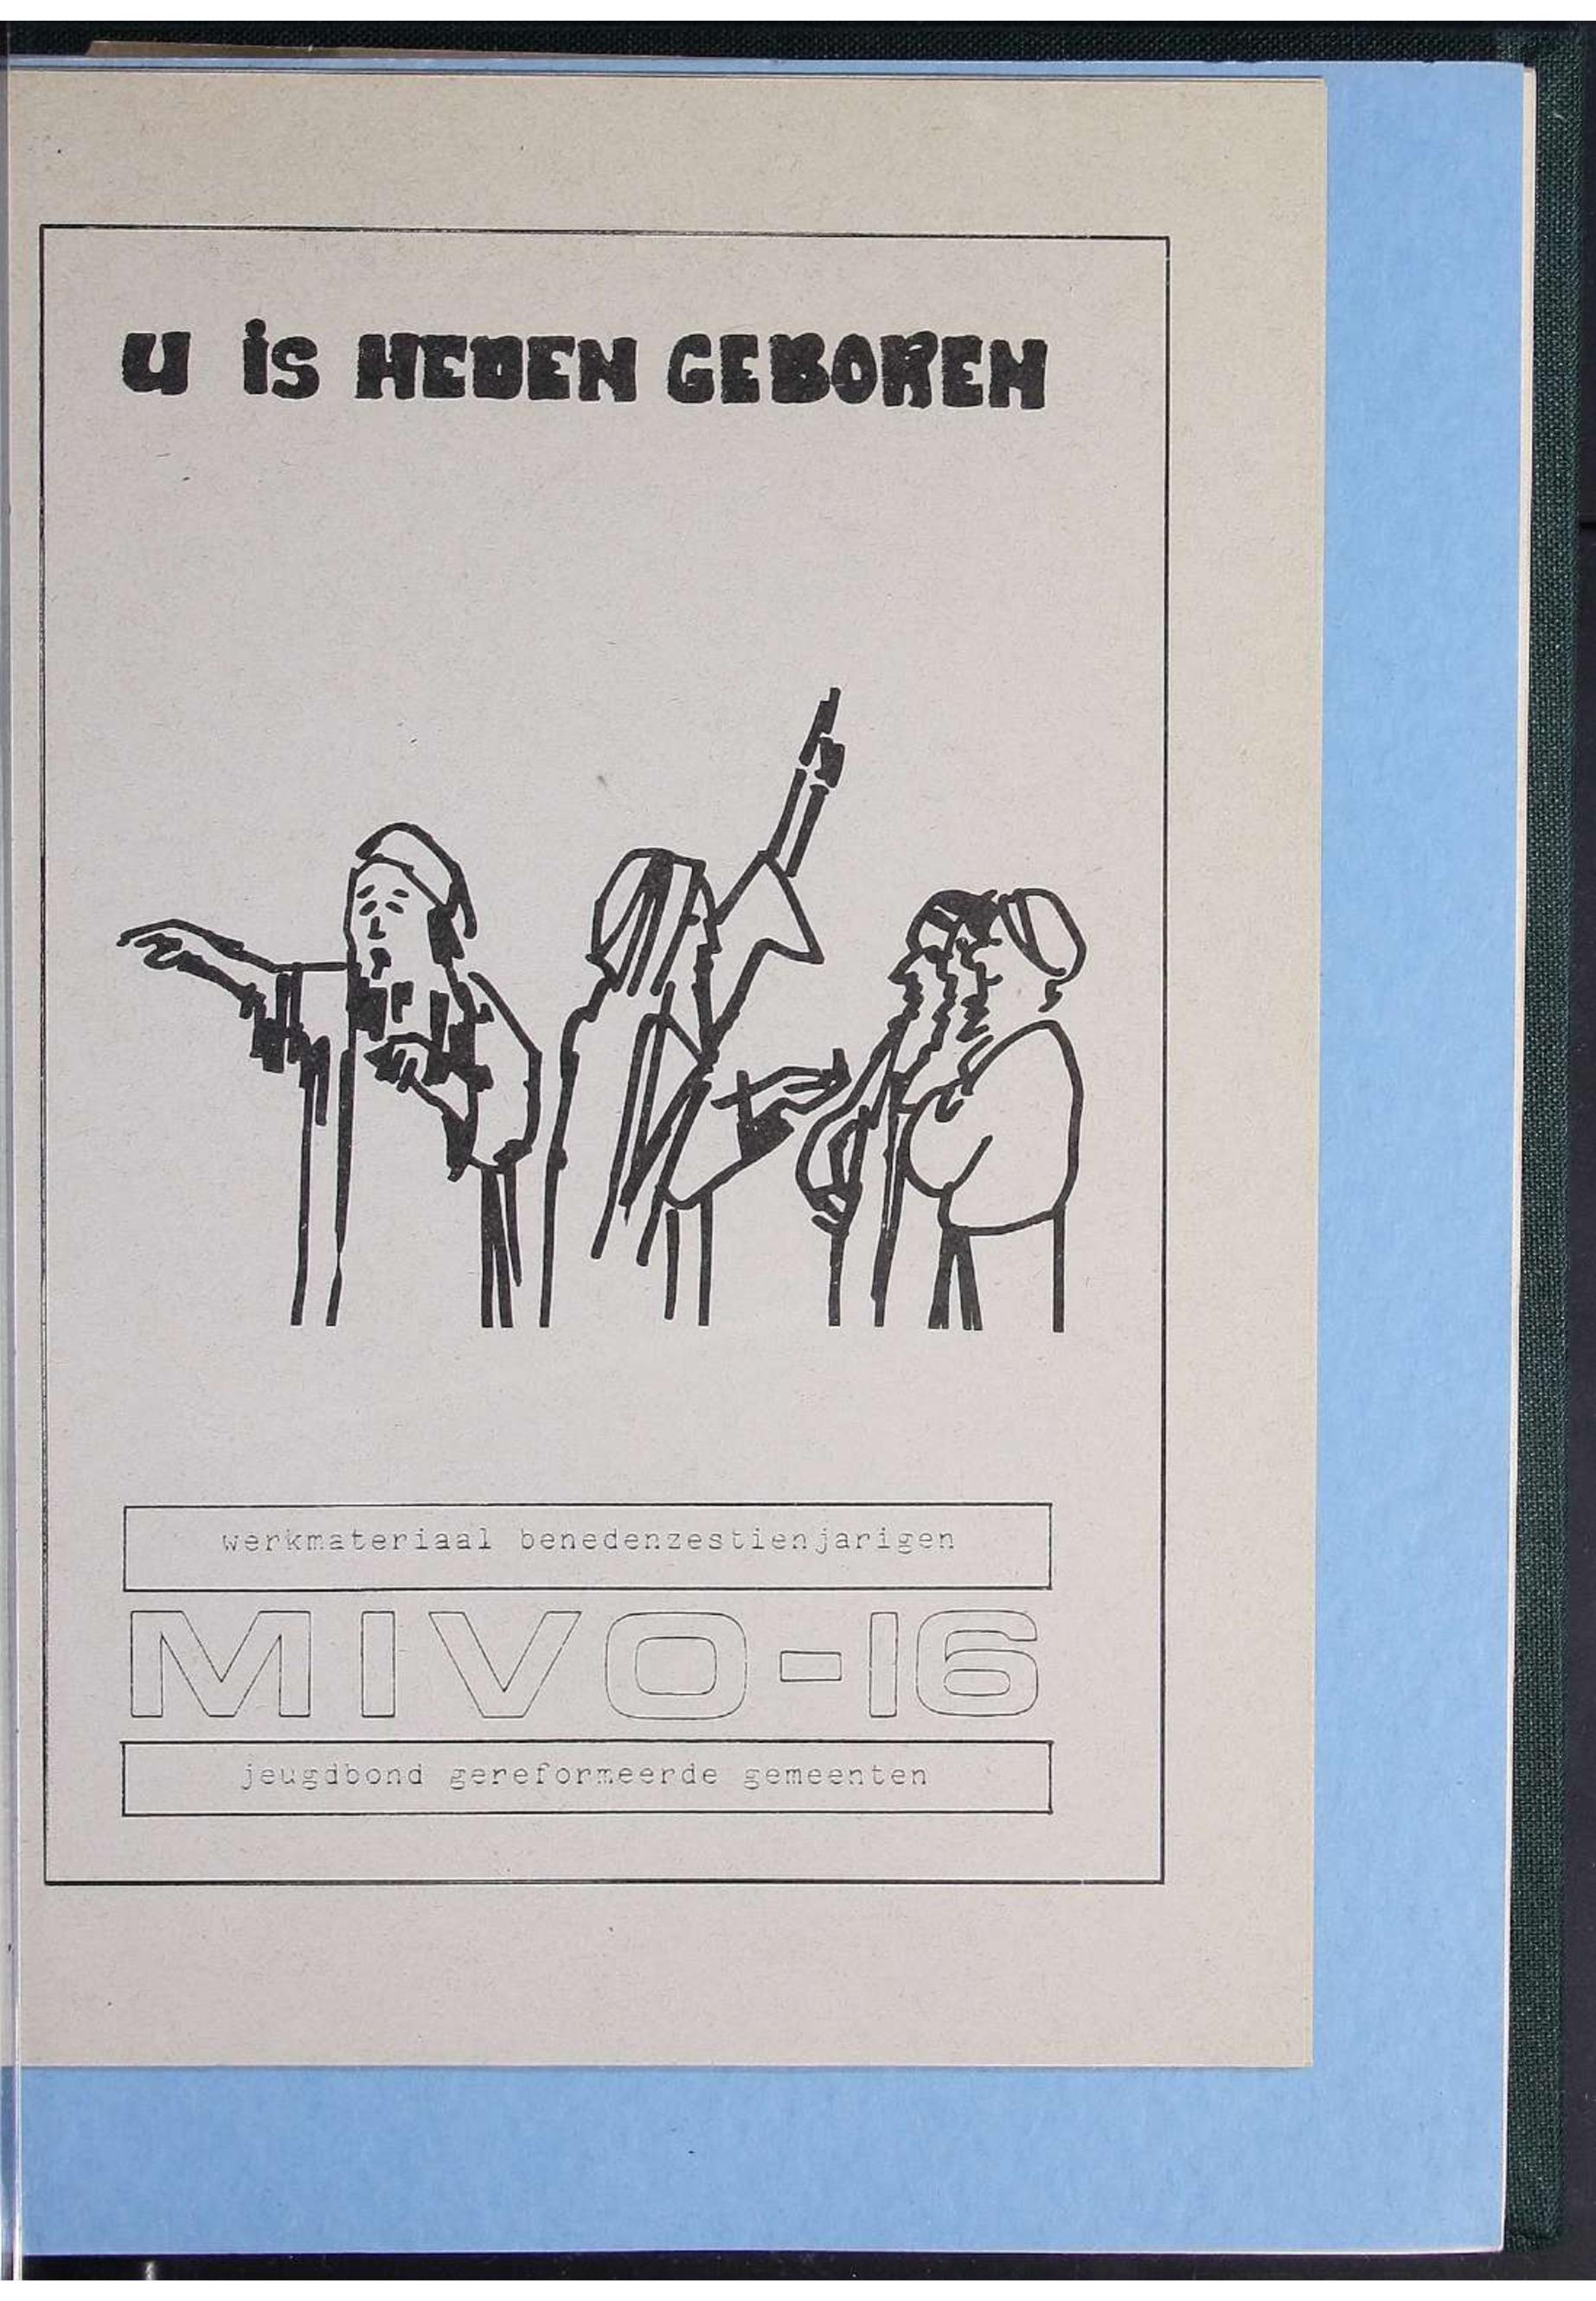 u is HEDEN GEBOREN
werkmateriaal benedenzestienjarigen
MIVO-16
jeugdbond gereformeerde gemeenten